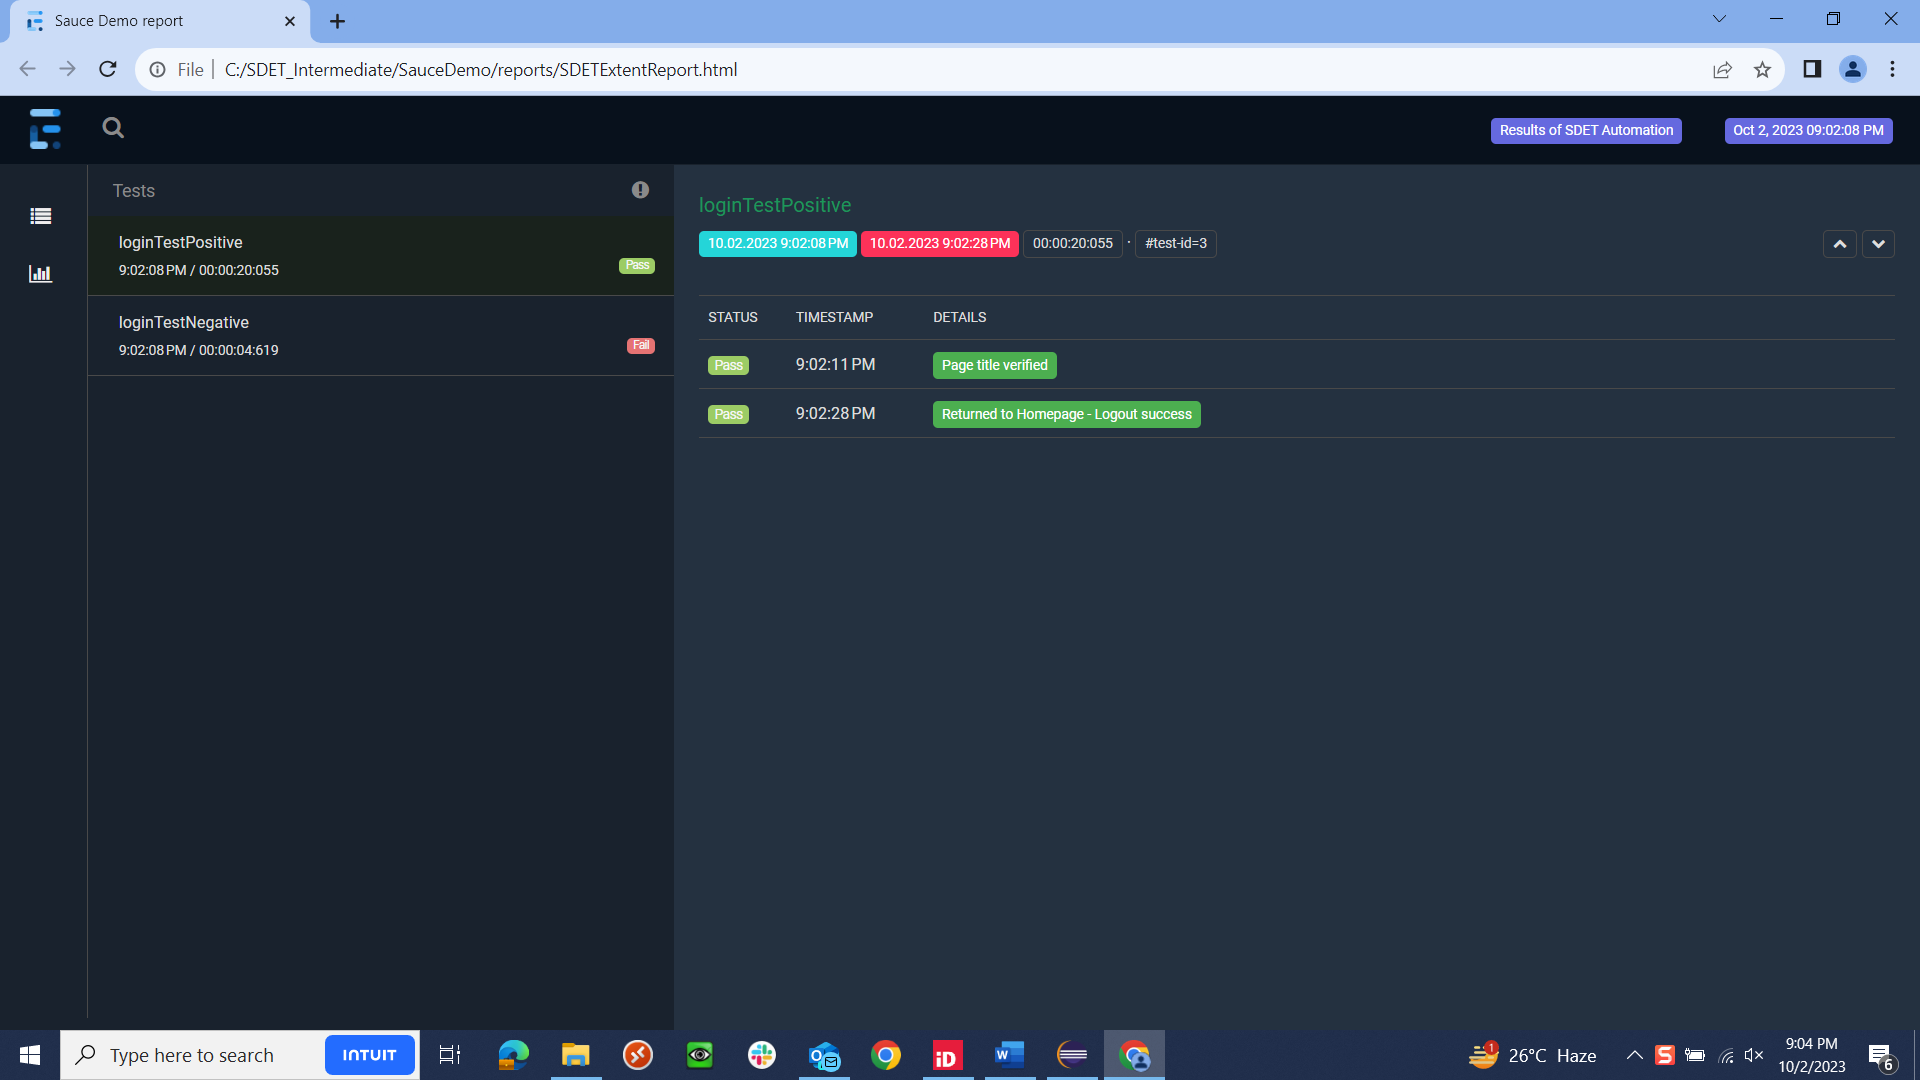 Sauce Demo report
File
C:/SDET_Intermediate/SauceDemo/reports/SDETExtentReport.html
Results of SDET Automation
Oct 2, 2023 09:02:08 PM
Tests
loginTestPositive
9:02:08 PM / 00:00:20:055
Pass
loginTestNegative
9:02:08 PM / 00:00:04:619
Fail
loginTestPositive
10.02.2023 9:02:08 PM 10.02.2023 9:02:28 PM 00:00:20:055 · #test-id=3
STATUS TIMESTAMP DETAILS
Pass 9:02:11 PM Page title verified
Pass 9:02:28 PM Returned to Homepage - Logout success
Type here to search
INTUIT
O
iD
W
1
26°C Haze
S
9:04 PM
10/2/2023
6